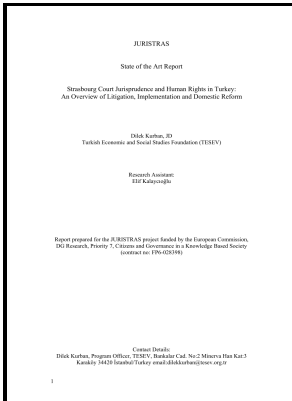 JURISTRAS
State of the Art Report
Strasbourg Court Jurisprudence and Human Rights in Turkey:
An Overview of Litigation, Implementation and Domestic Reform
Dilek Kurban, JD
Turkish Economic and Social Studies Foundation (TESEV)
Research Assistant:
Elif Kalaycıoğlu
Report prepared for the JURISTRAS project funded by the European Commission,
DG Research, Priority 7, Citizens and Governance in a Knowledge Based Society
(contract no: FP6-028398)
Contact Details:
Dilek Kurban, Program Officer, TESEV, Bankalar Cad. No:2 Minerva Han Kat:3
Karaköy 34420 İstanbul/Turkey email:dilekkurban@tesev.org.tr
1